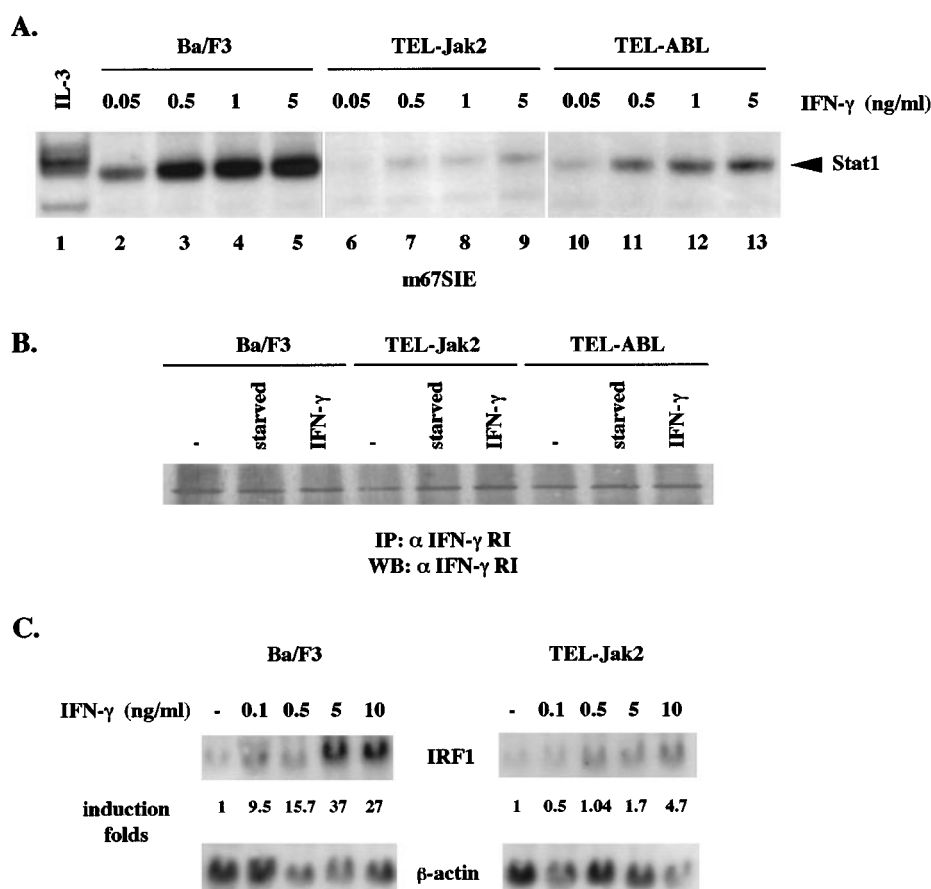 A.
Ba/F3 TEL-Jak2 TEL-ABL
IL-3 0.05 0.5 1 5 0.05 0.5 1 5 0.05 0.5 1 5 IFN-γ (ng/ml)
Stat1
1 2 3 4 5 6 7 8 9 10 11 12 13
m67SIE
B.
Ba/F3 TEL-Jak2 TEL-ABL
- starved IFN-γ - starved IFN-γ - starved IFN-γ
IP: α IFN-γ RI
WB: α IFN-γ RI
C.
Ba/F3 TEL-Jak2
IFN-γ (ng/ml) - 0.1 0.5 5 10 - 0.1 0.5 5 10
IRF1
induction 1 9.5 15.7 37 27 1 0.5 1.04 1.7 4.7
folds
β-actin